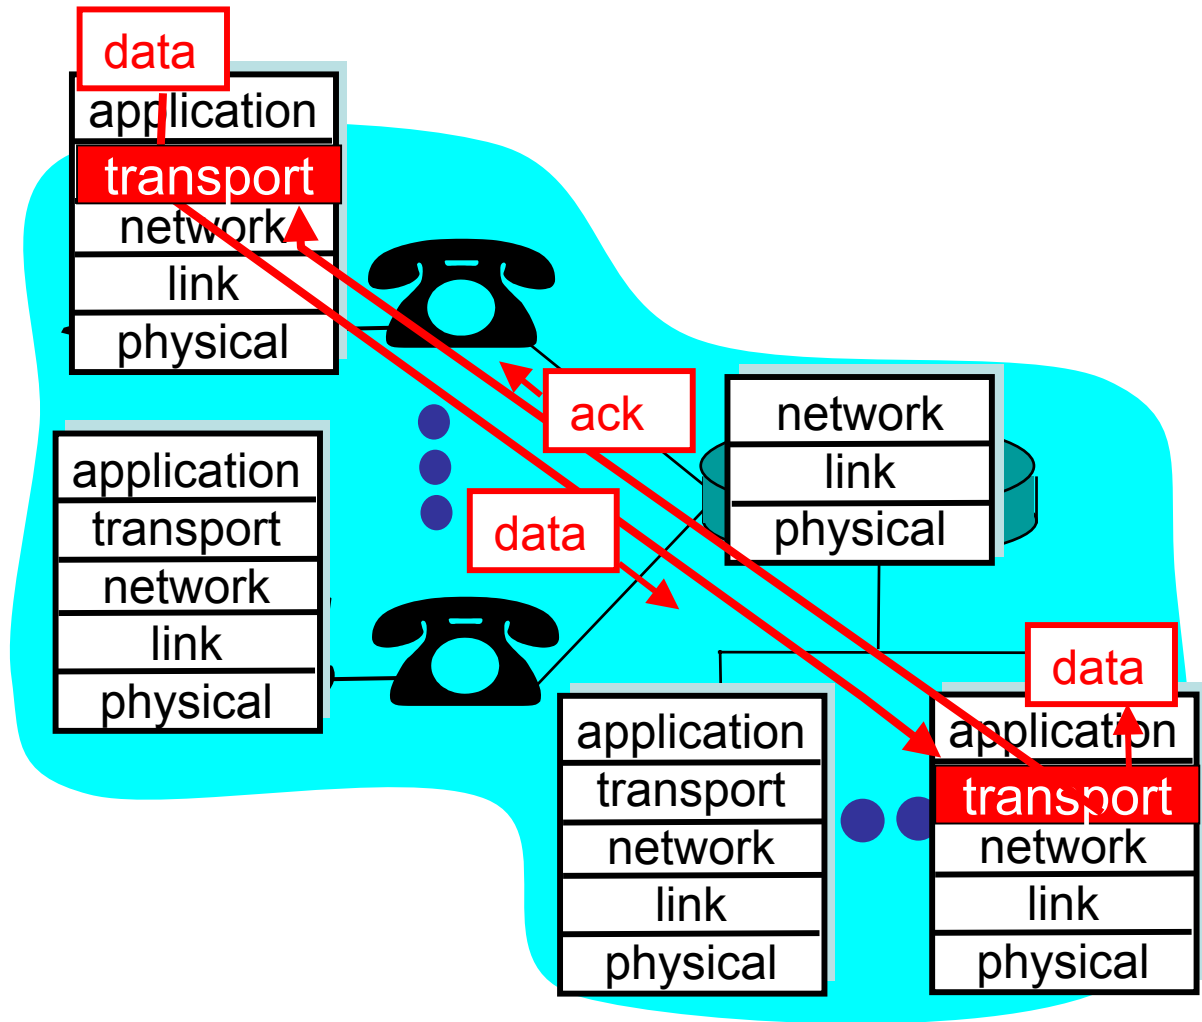 data
application
transport
network
link
physical
ack
network
link
physical
application
transport
network
link
physical
data
data
application
transport
network
link
physical
application
transport
network
link
physical